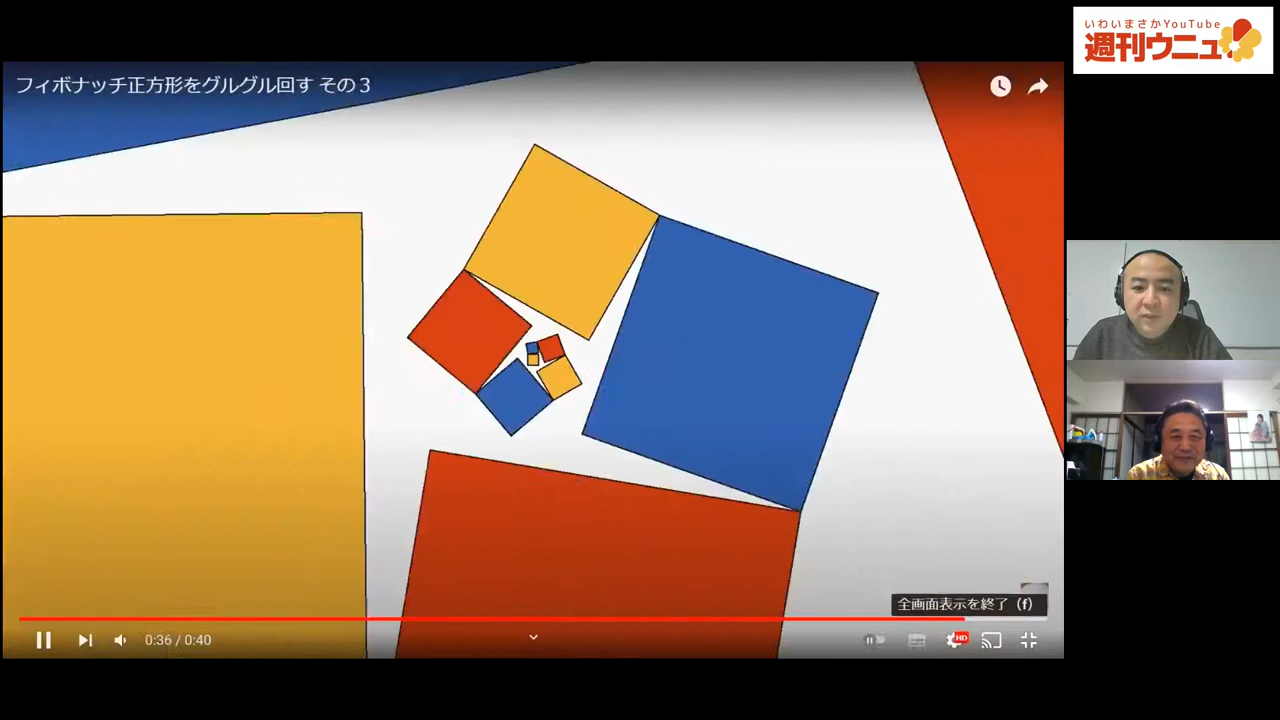 フィボナッチ正方形をグルグル回す その３
いわいまさかYouTube
週刊ウニュー
全画面表示を終了（f）
0:36 / 0:40
HD